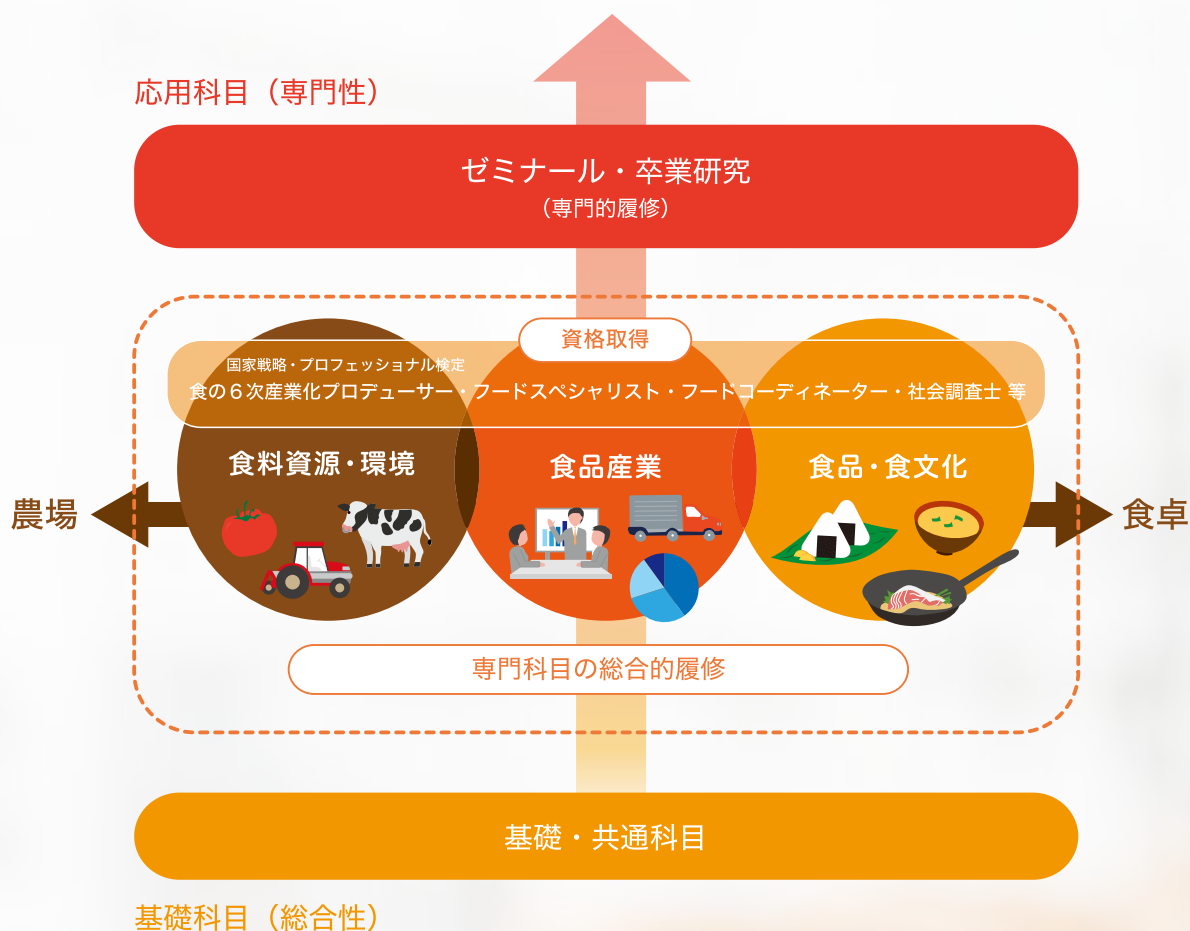 応用科目（専門性）
ゼミナール・卒業研究
（専門的履修）
資格取得
国家戦略・プロフェッショナル検定
食の６次産業化プロデューサー・フードスペシャリスト・フードコーディネーター・社会調査士 等
食料資源・環境
食品産業
食品・食文化
農場
食卓
専門科目の総合的履修
基礎・共通科目
基礎科目（総合性）